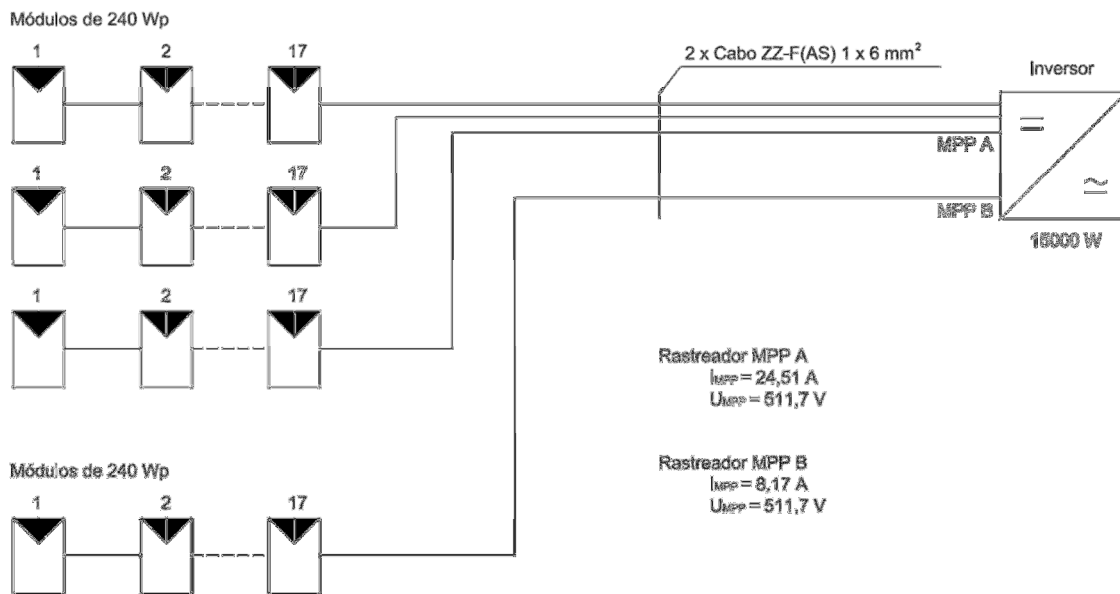 Módulos de 240 Wp
1 2 17
2 x Cabo ZZ-F(AS) 1 x 6 mm²
Inversor
MPP A
1 2 17
MPP B
15000 W
1 2 17
Rastreador MPP A
IMPP = 24,51 A
UMPP = 511,7 V
Módulos de 240 Wp
1 2 17
Rastreador MPP B
IMPP = 8,17 A
UMPP = 511,7 V